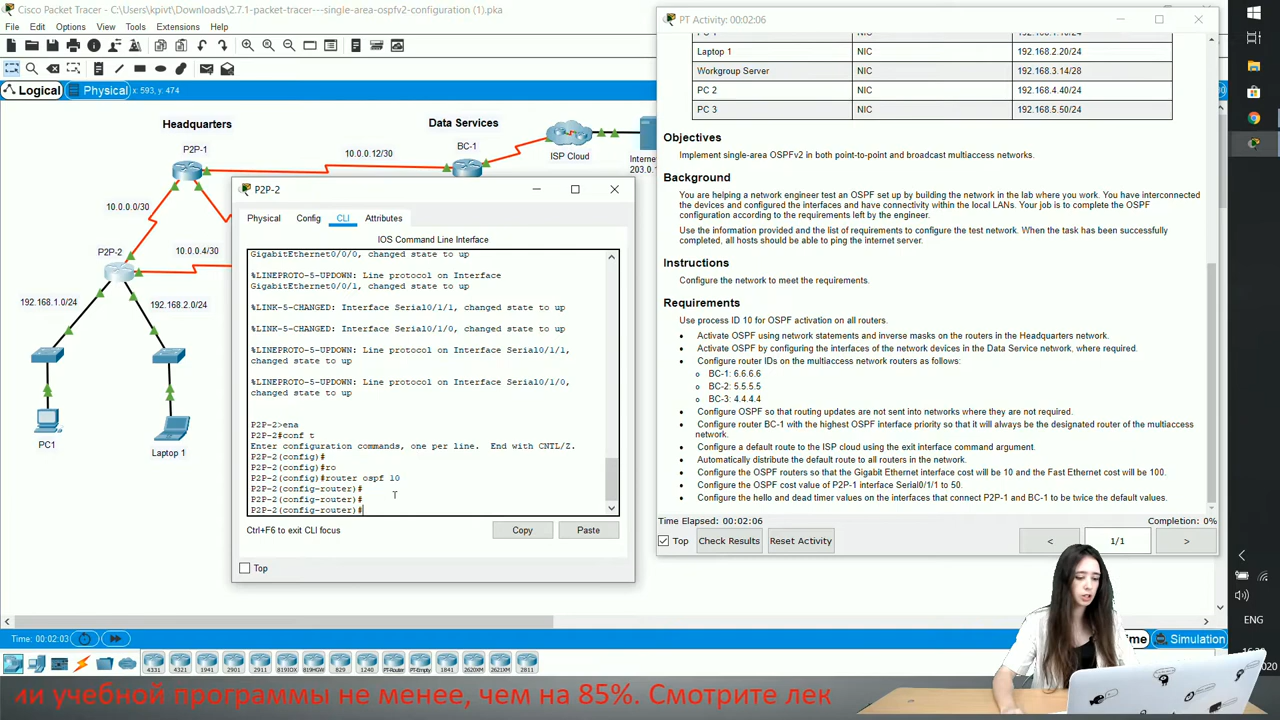 Cisco Packet Tracer - C:\Users\kpivt\Downloads\2.7.1-packet-tracer---single-area-ospfv2-configuration (1).pka
File Edit Options View Tools Extensions Help
Logical Physical x: 593, y: 474
Headquarters
Data Services
P2P-1
10.0.0.12/30
BC-1
ISP Cloud
Internet
203.0.1
10.0.0.0/30
P2P-2
10.0.0.4/30
192.168.1.0/24
192.168.2.0/24
PC1
Laptop 1
P2P-2
Physical Config CLI Attributes
IOS Command Line Interface
GigabitEthernet0/0/0, changed state to up
%LINEPROTO-5-UPDOWN: Line protocol on Interface
GigabitEthernet0/0/1, changed state to up
%LINK-5-CHANGED: Interface Serial0/1/1, changed state to up
%LINK-5-CHANGED: Interface Serial0/1/0, changed state to up
%LINEPROTO-5-UPDOWN: Line protocol on Interface Serial0/1/1,
changed state to up
%LINEPROTO-5-UPDOWN: Line protocol on Interface Serial0/1/0,
changed state to up
P2P-2>ena
P2P-2#conf t
Enter configuration commands, one per line. End with CNTL/Z.
P2P-2(config)#
P2P-2(config)#ro
P2P-2(config)#router ospf 10
P2P-2(config-router)#
P2P-2(config-router)#
P2P-2(config-router)#
Ctrl+F6 to exit CLI focus
Copy Paste
Top
PT Activity: 00:02:06
Laptop 1 NIC 192.168.2.20/24
Workgroup Server NIC 192.168.3.14/28
PC 2 NIC 192.168.4.40/24
PC 3 NIC 192.168.5.50/24
Objectives
Implement single-area OSPFv2 in both point-to-point and broadcast multiaccess networks.
Background
You are helping a network engineer test an OSPF set up by building the network in the lab where you work. You have interconnected
the devices and configured the interfaces and have connectivity within the local LANs. Your job is to complete the OSPF
configuration according to the requirements left by the engineer.
Use the information provided and the list of requirements to configure the test network. When the task has been successfully
completed, all hosts should be able to ping the internet server.
Instructions
Configure the network to meet the requirements.
Requirements
Use process ID 10 for OSPF activation on all routers.
• Activate OSPF using network statements and inverse masks on the routers in the Headquarters network.
• Activate OSPF by configuring the interfaces of the network devices in the Data Service network, where required.
• Configure router IDs on the multiaccess network routers as follows:
o BC-1: 6.6.6.6
o BC-2: 5.5.5.5
o BC-3: 4.4.4.4
• Configure OSPF so that routing updates are not sent into networks where they are not required.
• Configure router BC-1 with the highest OSPF interface priority so that it will always be the designated router of the multiaccess
network.
• Configure a default route to the ISP cloud using the exit interface command argument.
• Automatically distribute the default route to all routers in the network.
• Configure the OSPF routers so that the Gigabit Ethernet interface cost will be 10 and the Fast Ethernet cost will be 100.
• Configure the OSPF cost value of P2P-1 interface Serial0/1/1 to 50.
• Configure the hello and dead timer values on the interfaces that connect P2P-1 and BC-1 to be twice the default values.
Time Elapsed: 00:02:06 Completion: 0%
Top Check Results Reset Activity < 1/1 >
Time: 00:02:03
Simulation
ENG
4331 4321 1941 2901 2911 819IOX 819HGW 829 1240 PT-Router PT-Empty 1841 2620XM 2621XM 2811
ии учебной программы не менее, чем на 85%. Смотрите лек